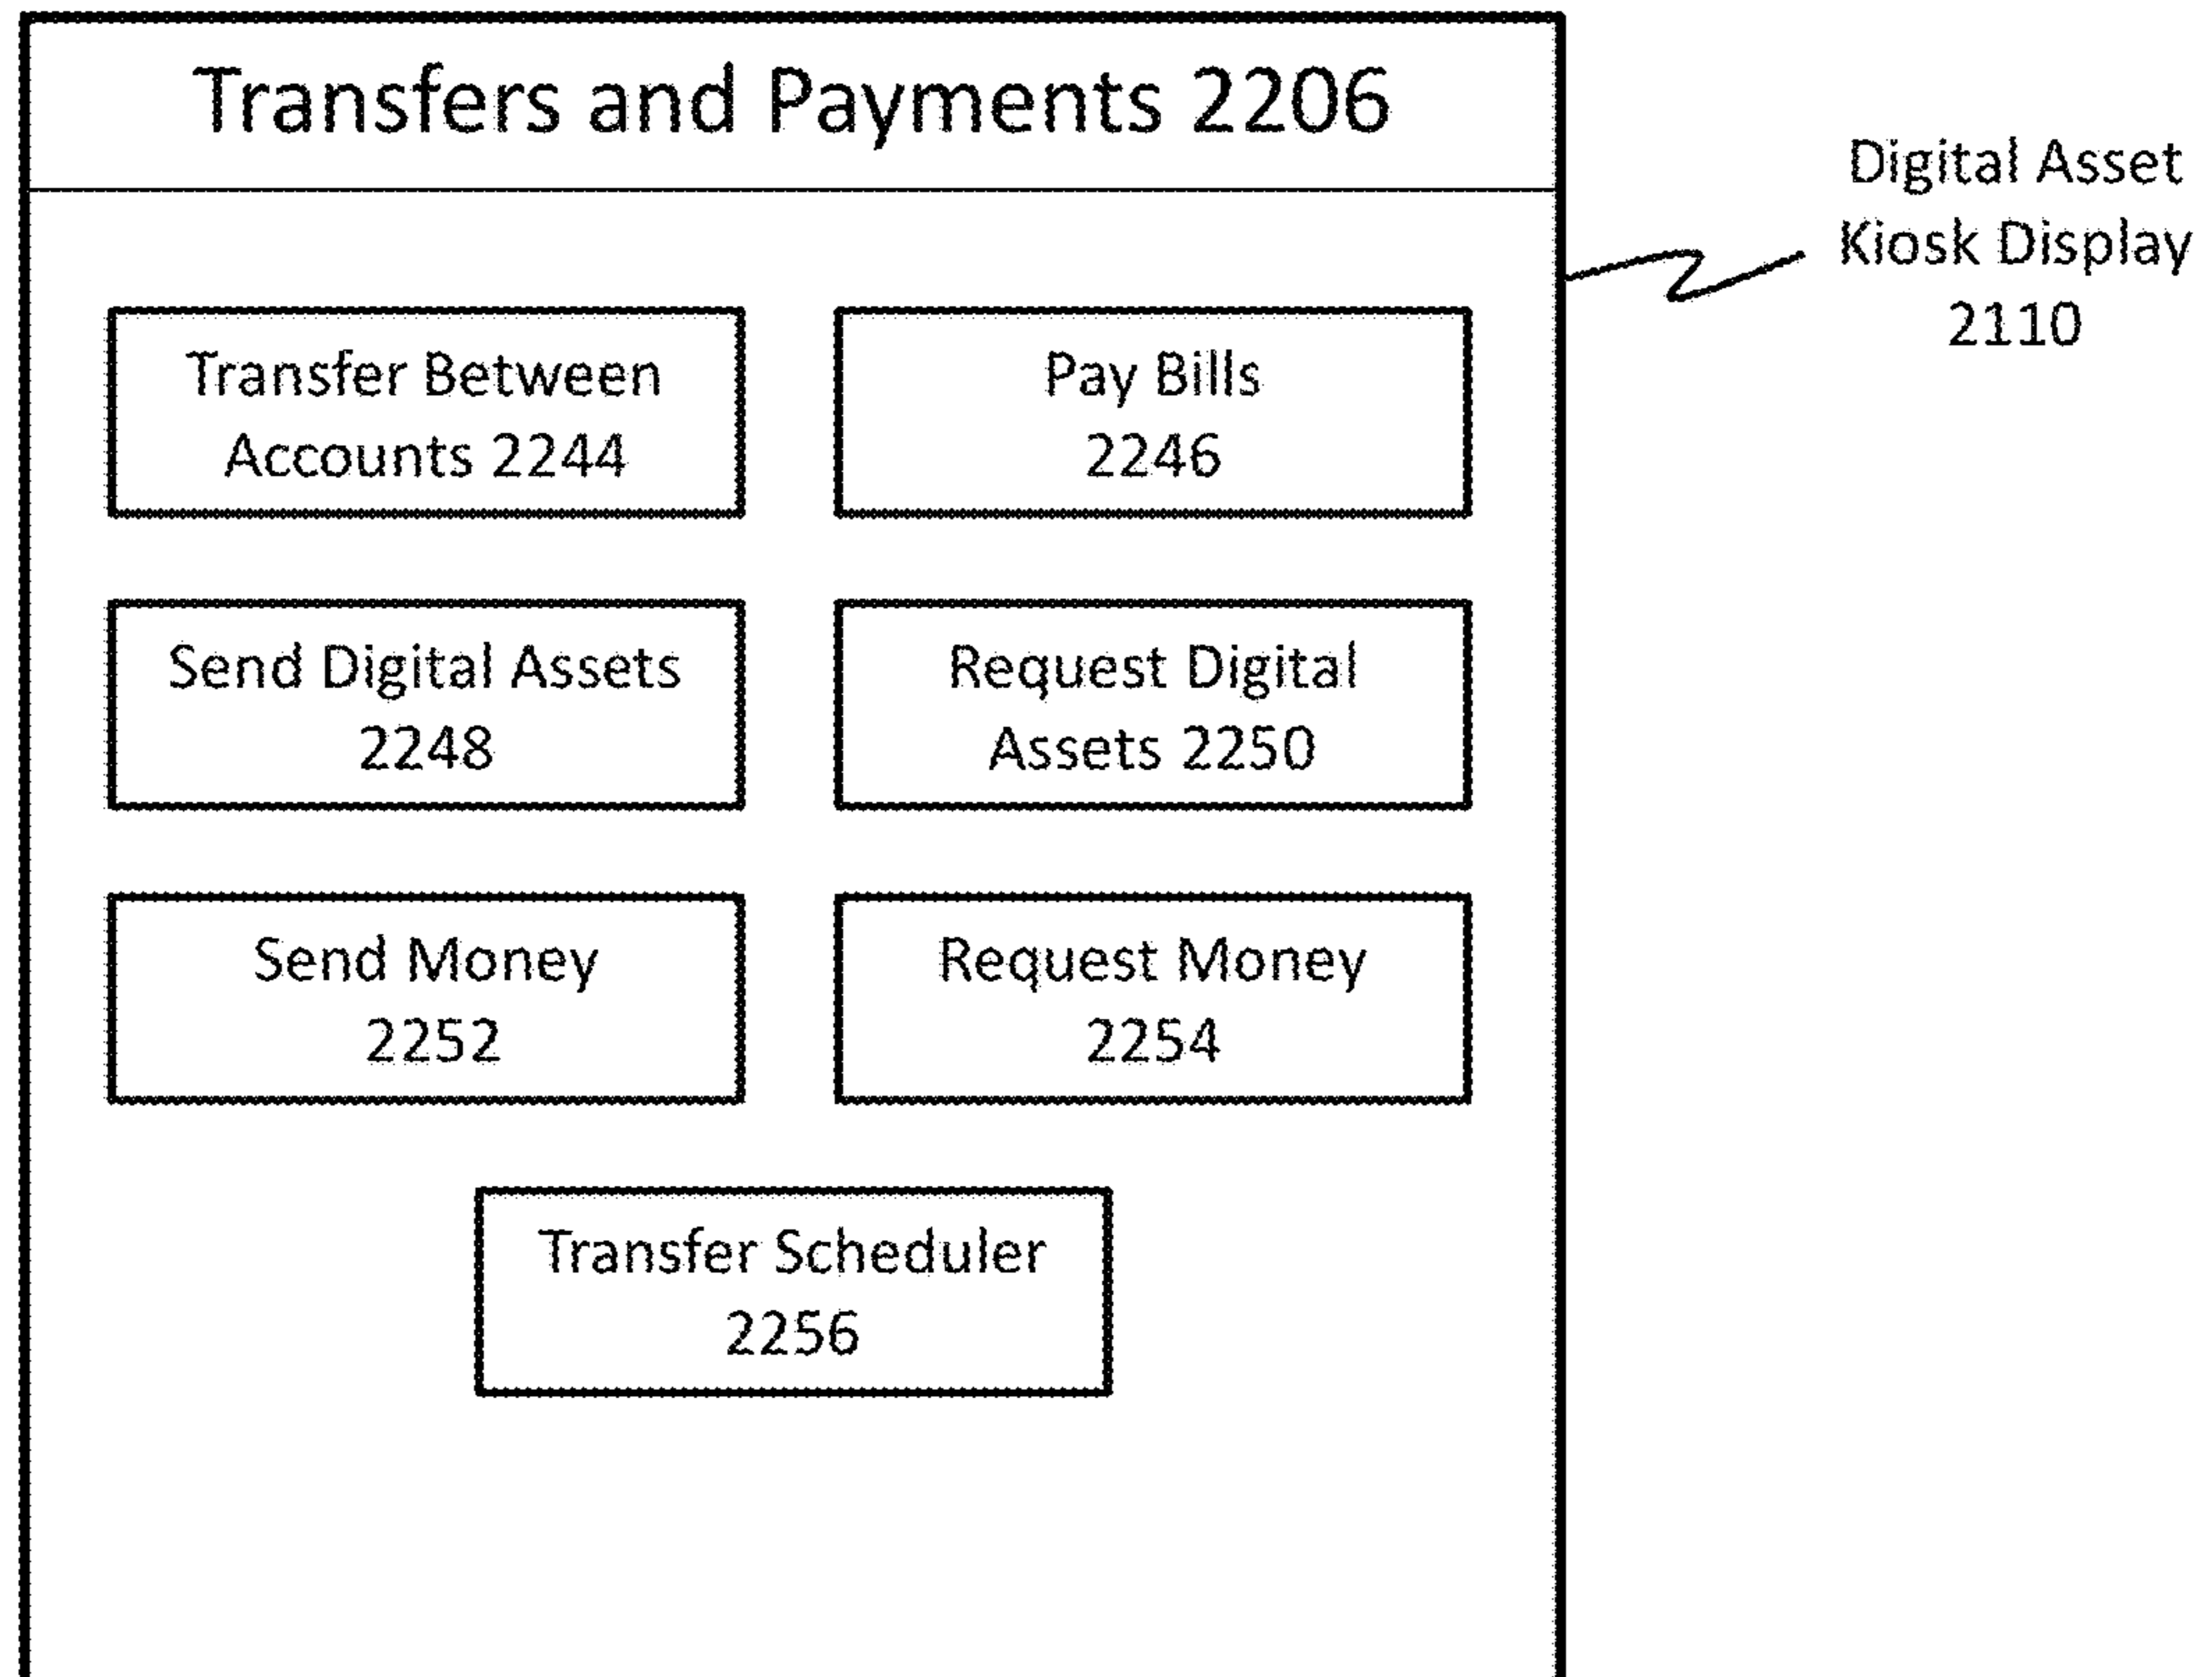 Transfers and Payments 2206
Digital Asset
Kiosk Display
2110
Transfer Between
Accounts 2244
Pay Bills
2246
Send Digital Assets
2248
Request Digital
Assets 2250
Send Money
2252
Request Money
2254
Transfer Scheduler
2256